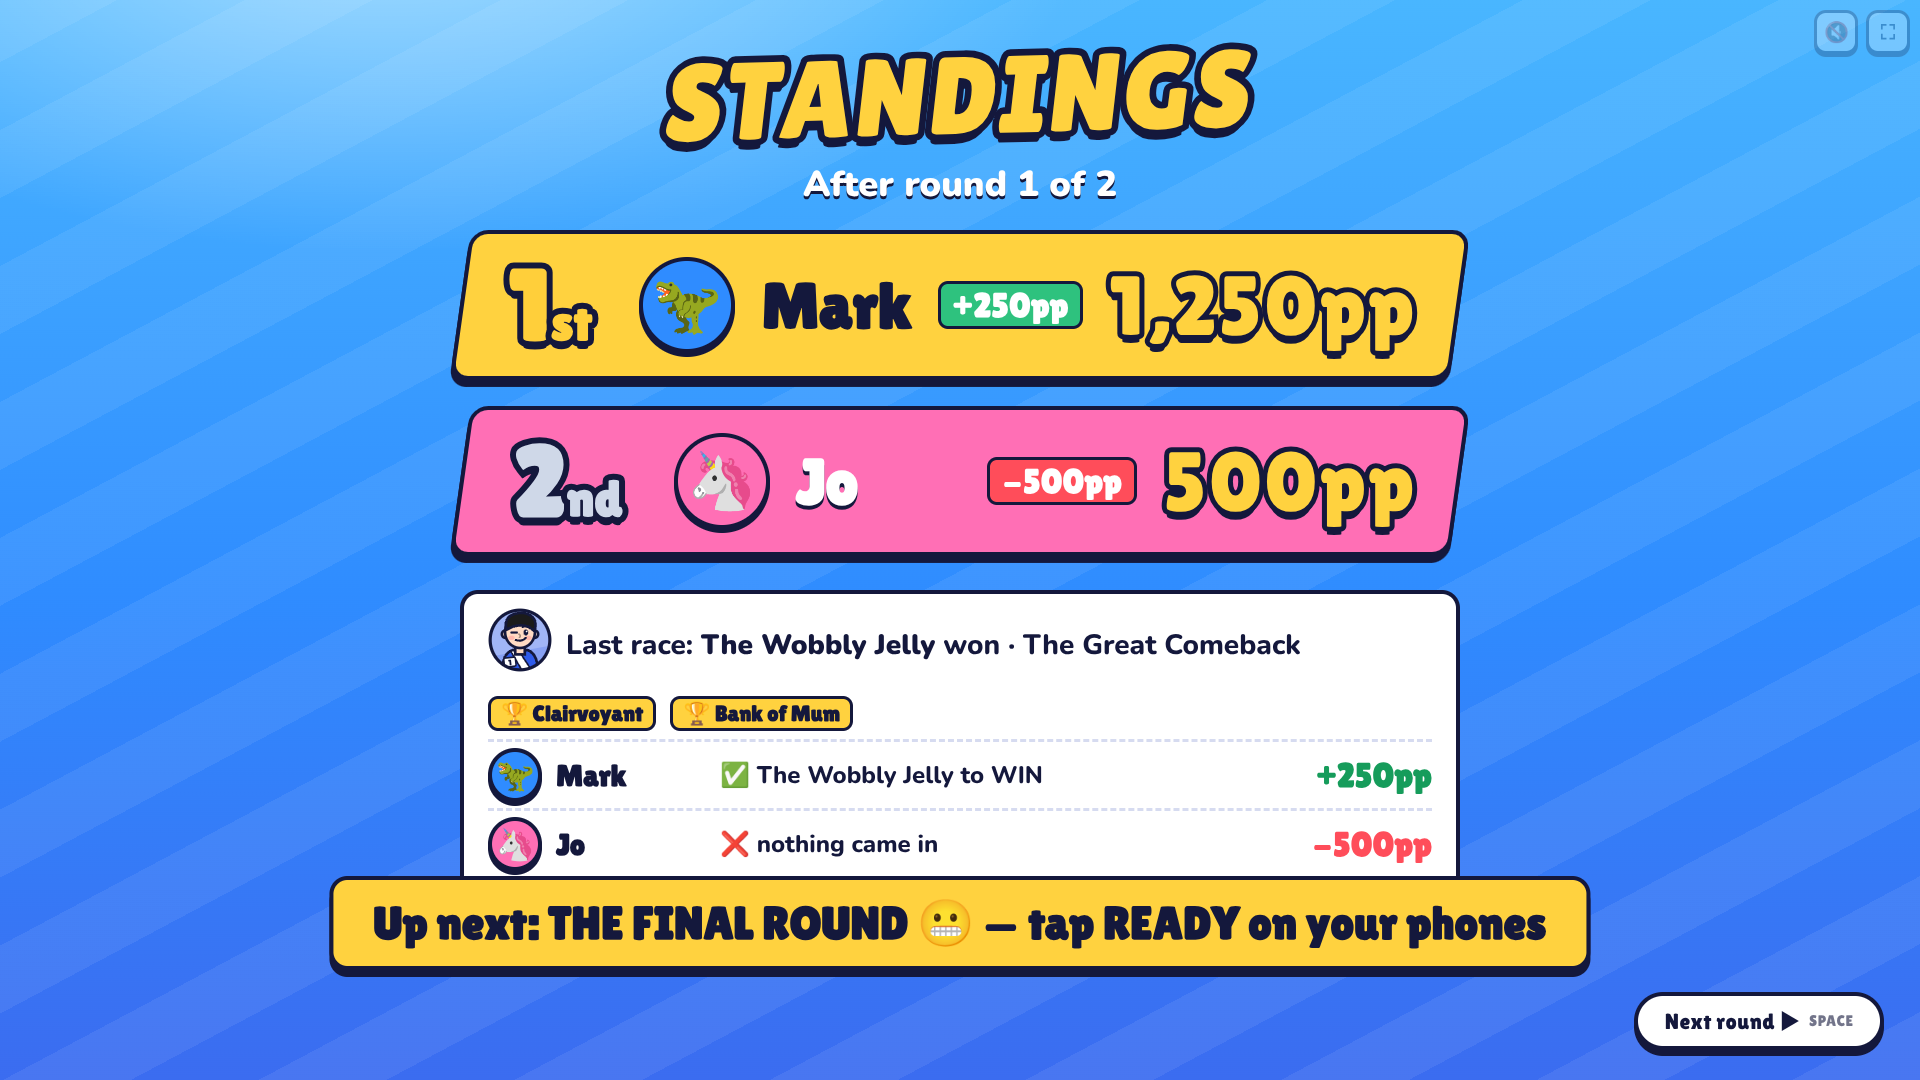 STANDINGS
After round 1 of 2
1st Mark +250pp 1,250pp
2nd Jo -500pp 500pp
Last race: The Wobbly Jelly won · The Great Comeback
🏆 Clairvoyant 🏆 Bank of Mum
Mark ✅ The Wobbly Jelly to WIN +250pp
Jo ❌ nothing came in -500pp
Up next: THE FINAL ROUND 😬 – tap READY on your phones
Next round ▶ SPACE